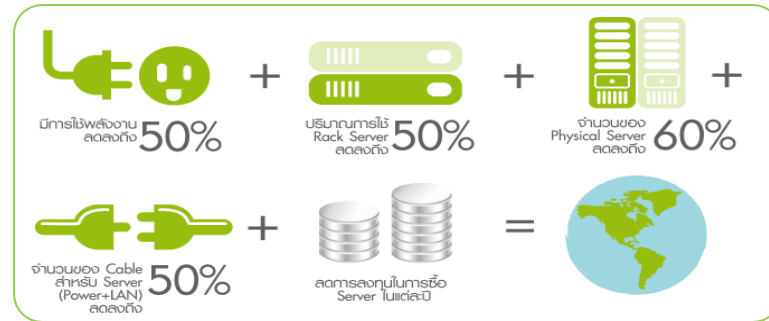 มีการใช้พลังงาน
ลดลงถึง 50%
+
ปริมาณการใช้
Rack Server
ลดลงถึง 50%
+
จำนวนของ
Physical Server
ลดลงถึง 60%
+
จำนวนของ Cable
สำหรับ Server
(Power+LAN)
ลดลงถึง 50%
+
ลดการลงทุนในการซื้อ
Server ในแต่ละปี
=